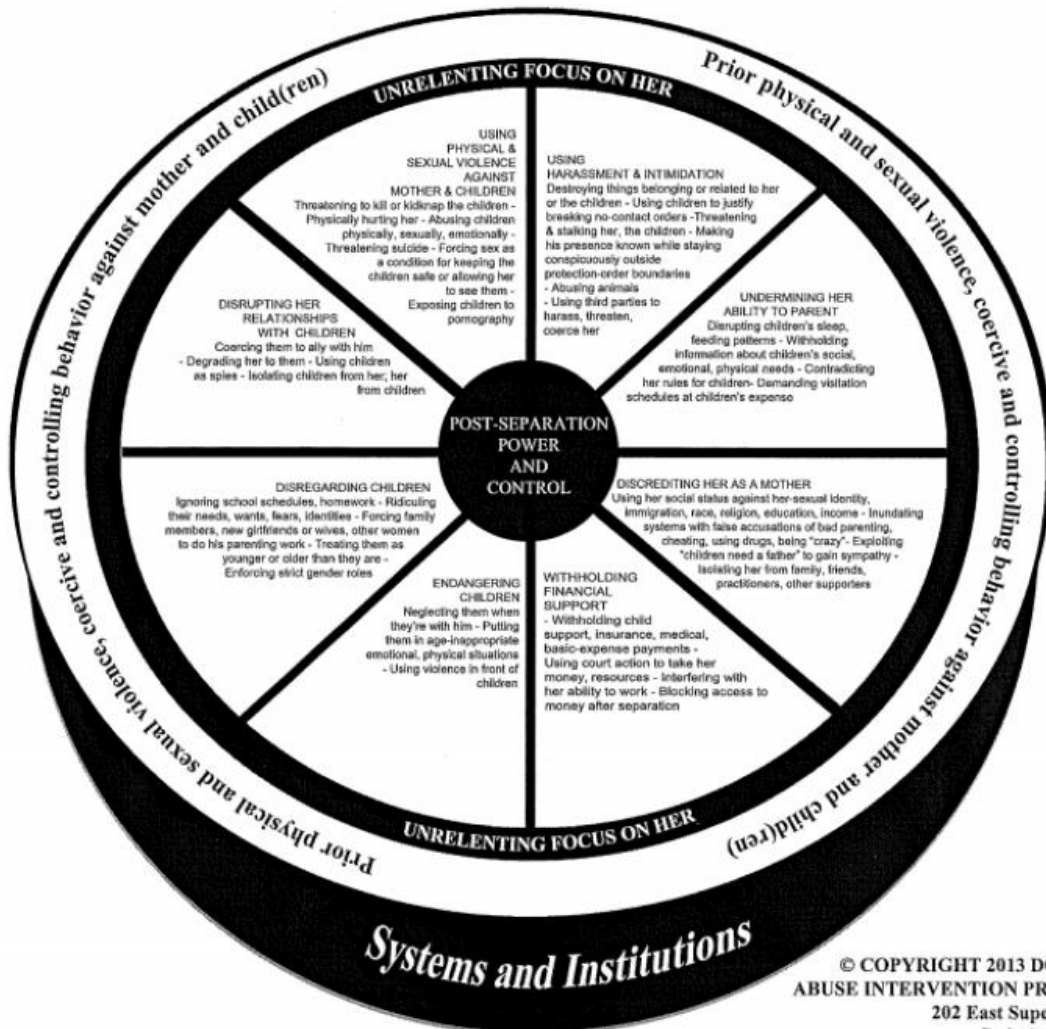 Prior physical and sexual violence, coercive and controlling behavior against mother and child(ren)
Prior physical and sexual violence, coercive and controlling behavior against mother and child(ren)
UNRELENTING FOCUS ON HER
USING
PHYSICAL &
SEXUAL VIOLENCE
AGAINST
MOTHER & CHILDREN
Threatening to kill or kidknap the children -
Physically hurting her - Abusing children
physically, sexually, emotionally -
Threatening suicide - Forcing sex as
a condition for keeping the
children safe or allowing her
to see them -
Exposing children to
pornography
USING
HARASSMENT & INTIMIDATION
Destroying things belonging or related to her
or the children - Using children to justify
breaking no-contact orders -Threatening
& stalking her, the children - Making
his presence known while staying
conspicuously outside
protection-order boundaries
- Abusing animals
- Using third parties to
harass, threaten,
coerce her
DISRUPTING HER
RELATIONSHIPS
WITH CHILDREN
Coercing them to ally with him
- Degrading her to them - Using children
as spies - Isolating children from her; her
from children
UNDERMINING HER
ABILITY TO PARENT
Disrupting children's sleep,
feeding patterns - Withholding
information about children's social,
emotional, physical needs - Contradicting
her rules for children- Demanding visitation
schedules at children's expense
POST-SEPARATION
POWER
AND
CONTROL
DISREGARDING CHILDREN
Ignoring school schedules, homework - Ridiculing
their needs, wants, fears, identities - Forcing family
members, new girlfriends or wives, other women
to do his parenting work - Treating them as
younger or older than they are -
Enforcing strict gender roles
DISCREDITING HER AS A MOTHER
Using her social status against her-sexual identity,
immigration, race, religion, education, income - Inundating
systems with false accusations of bad parenting,
cheating, using drugs, being "crazy"- Exploiting
"children need a father" to gain sympathy -
Isolating her from family, friends,
practitioners, other supporters
ENDANGERING
CHILDREN
Neglecting them when
they're with him - Putting
them in age-inappropriate
emotional, physical situations
- Using violence in front of
children
WITHHOLDING
FINANCIAL
SUPPORT
- Withholding child
support, insurance, medical,
basic-expense payments -
Using court action to take her
money, resources - Interfering with
her ability to work - Blocking access to
money after separation
UNRELENTING FOCUS ON HER
Systems and Institutions
© COPYRIGHT 2013
ABUSE INTERVENTION
202 East